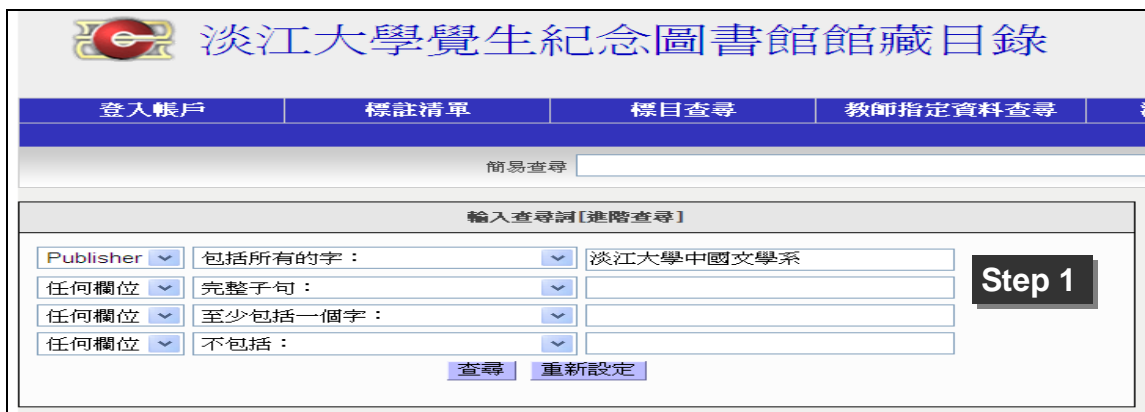 淡江大學覺生紀念圖書館館藏目錄
登入帳戶 標註清單 標目查尋 教師指定資料查尋
簡易查尋
輸入查尋詞[進階查尋]
Publisher 包括所有的字： 淡江大學中國文學系
Step 1
任何欄位 完整子句：
任何欄位 至少包括一個字：
任何欄位 不包括：
查尋 重新設定